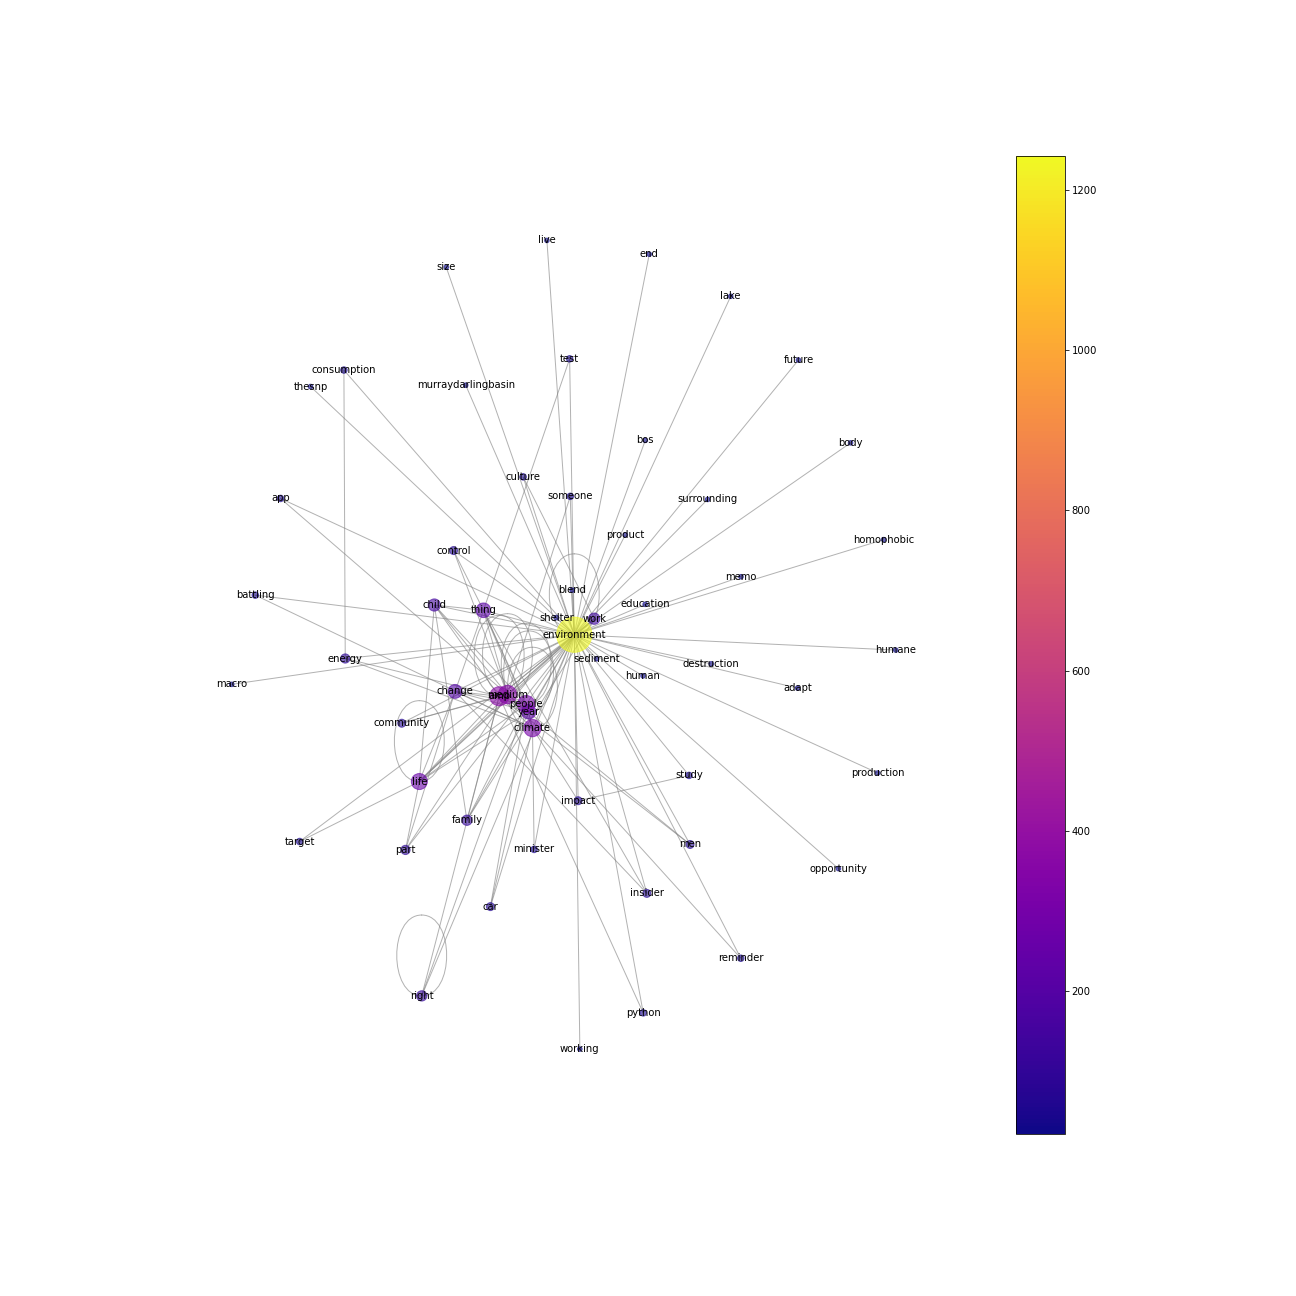 live
end
size
lake
1200
test
future
1000
consumption
thesnp
murraydarlingbasin
bos
body
culture
someone
surrounding
app
800
product
homophobic
control
memo
blend
battling
child
education
thing
shelter
work
environment
humane
energy
sediment
destruction
600
human
macro
adapt
change
medium
people
year
community
climate
study
production
life
impact
family
400
target
part
minister
men
opportunity
insider
car
reminder
right
200
python
working